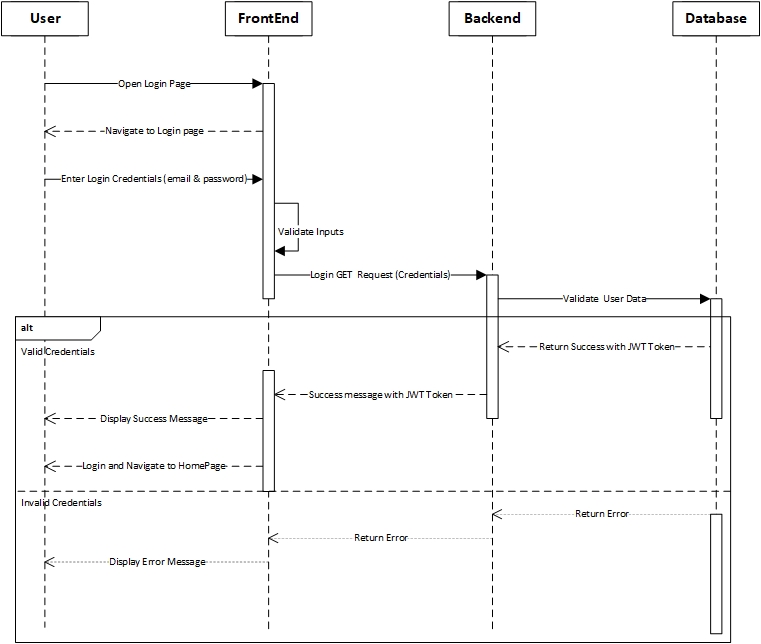 User
FrontEnd
Backend
Database
Open Login Page
Navigate to Login page
Enter Login Credentials (email & password)
Validate Inputs
Login GET Request (Credentials)
Validate User Data
alt
Valid Credentials
Return Success with JWT Token
Success message with JWT Token
Display Success Message
Login and Navigate to HomePage
Invalid Credentials
Return Error
Return Error
Display Error Message